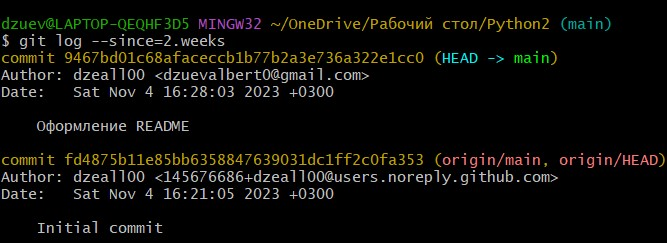 dzuev@LAPTOP-QEQHF3D5 MINGW32 ~/OneDrive/Рабочий стол/Python2 (main)
$ git log --since=2.weeks
commit 9467bd01c68afaceccb1b77b2a3e736a322e1cc0 (HEAD -> main)
Author: dzeall00 <dzuevalbert0@gmail.com>
Date:   Sat Nov 4 16:28:03 2023 +0300
    Оформление README
commit fd4875b11e85bb6358847639031dc1ff2c0fa353 (origin/main, origin/HEAD)
Author: dzeall00 <145676686+dzeall00@users.noreply.github.com>
Date:   Sat Nov 4 16:21:05 2023 +0300
    Initial commit